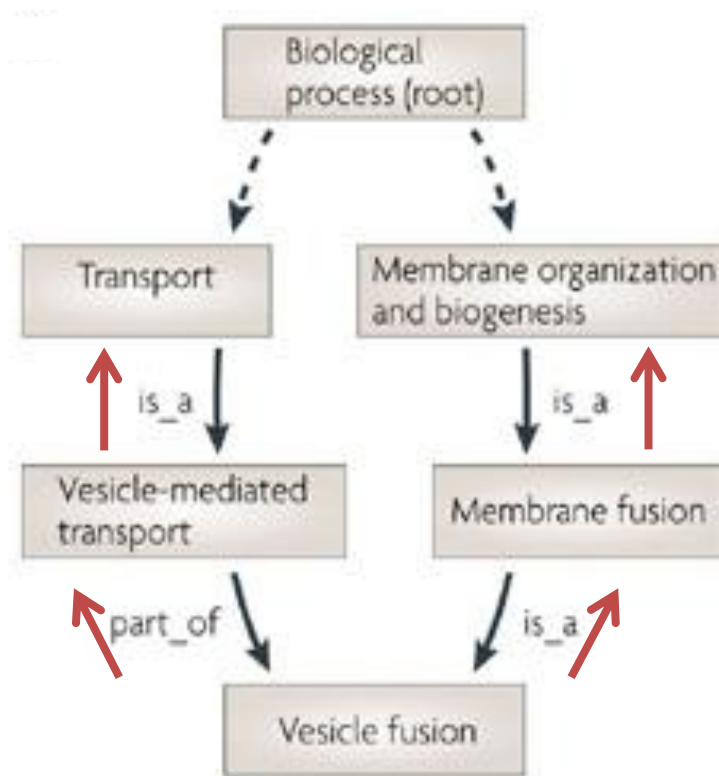 Biological
process (root)
Transport
Membrane organization
and biogenesis
is_a
is_a
Vesicle-mediated
transport
Membrane fusion
part_of
is_a
Vesicle fusion